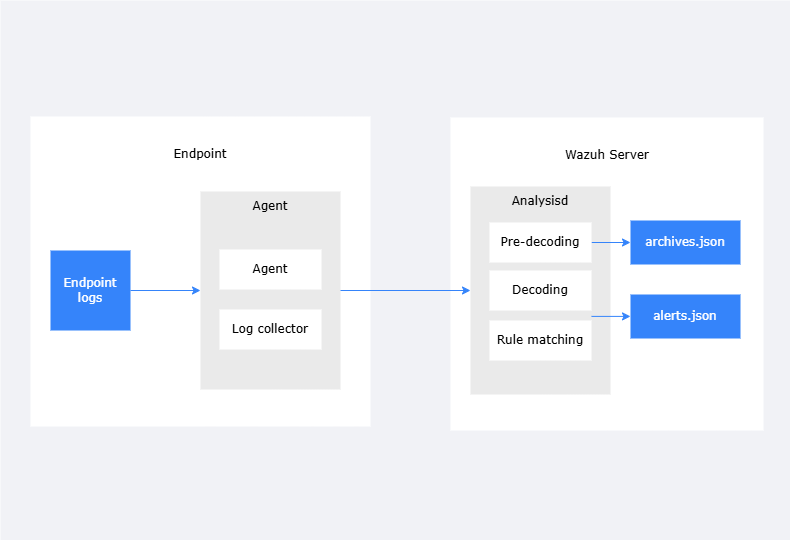 Endpoint
Agent
Endpoint
logs
Agent
Log collector
Wazuh Server
Analysisd
Pre-decoding
Decoding
Rule matching
archives.json
alerts.json